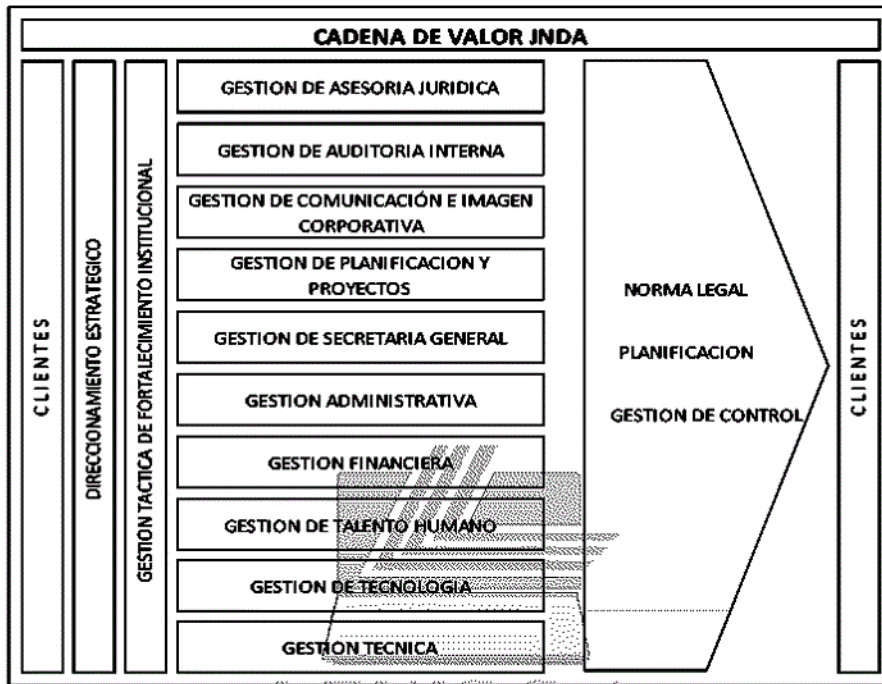 CADENA DE VALOR JNDA
CLIENTES
DIRECCIONAMIENTO ESTRATEGICO
GESTION TACTICA DE FORTALECIMIENTO INSTITUCIONAL
GESTION DE ASESORIA JURIDICA
GESTION DE AUDITORIA INTERNA
GESTION DE COMUNICACIÓN E IMAGEN
CORPORATIVA
GESTION DE PLANIFICACION Y
PROYECTOS
GESTION DE SECRETARIA GENERAL
GESTION ADMINISTRATIVA
GESTION FINANCIERA
GESTION DE TALENTO HUMANO
GESTION DE TECNOLOGIA
GESTION TECNICA
NORMA LEGAL
PLANIFICACION
GESTION DE CONTROL
CLIENTES